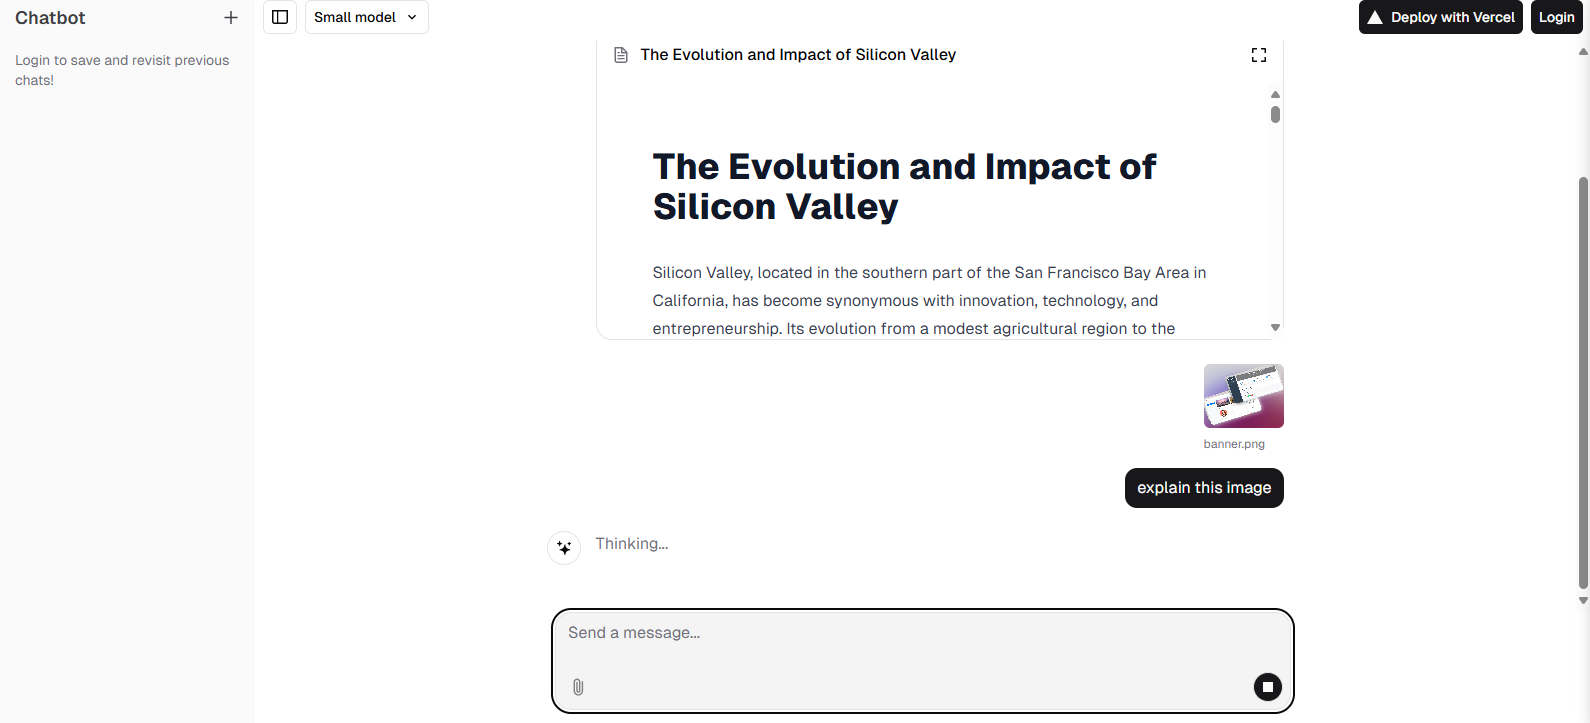 Chatbot
Login to save and revisit previous
chats!
Small model
Deploy with Vercel
Login
The Evolution and Impact of Silicon Valley
The Evolution and Impact of
Silicon Valley
Silicon Valley, located in the southern part of the San Francisco Bay Area in
California, has become synonymous with innovation, technology, and
entrepreneurship. Its evolution from a modest agricultural region to the
banner.png
explain this image
Thinking...
Send a message...